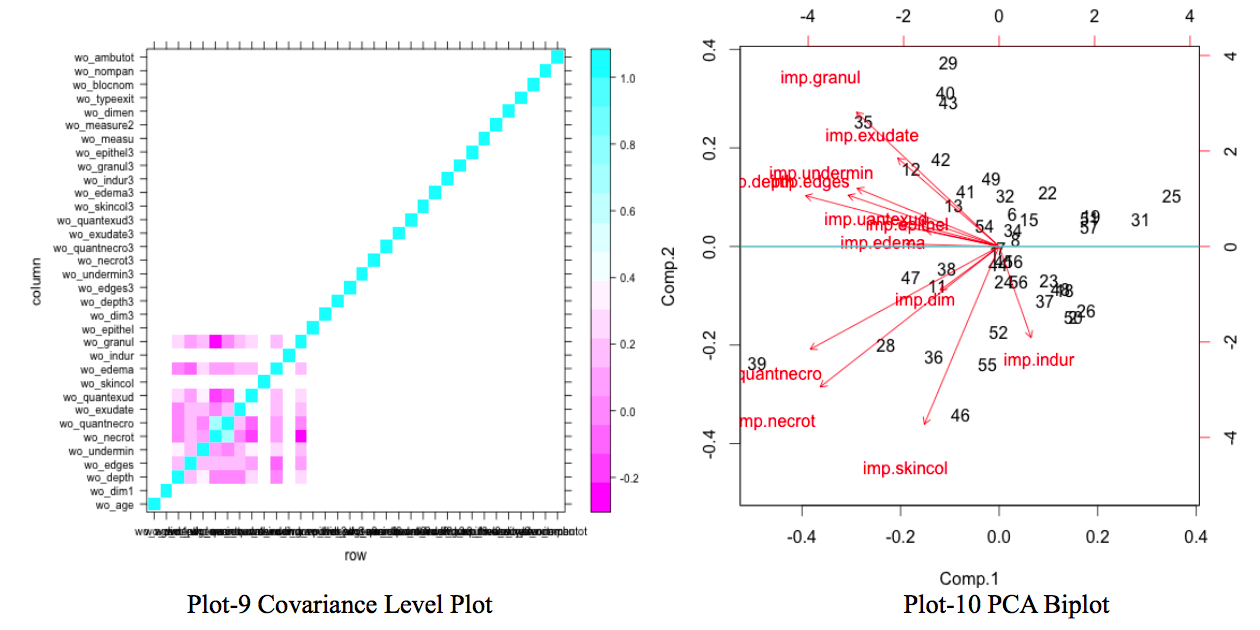 wo_ambutot
wo_nompan
wo_blocnom
wo_typeexit
wo_dimen
wo_measure2
wo_measu
wo_epithel3
wo_granul3
wo_indur3
wo_edema3
wo_skincol3
wo_quantexud3
wo_exudate3
wo_quantnecro3
wo_necrot3
wo_undermin3
wo_edges3
wo_depth3
wo_dim3
wo_epithel
wo_granul
wo_indur
wo_edema
wo_skincol
wo_quantexud
wo_exudate
wo_quantnecro
wo_necrot
wo_undermin
wo_edges
wo_depth
wo_dim1
wo_age
column
row
1.0
0.8
0.6
0.4
0.2
0.0
-0.2
Plot-9 Covariance Level Plot
-4 -2 0 2 4
0.4
0.2
0.0
-0.2
-0.4
Comp.2
4
2
0
-2
-4
29
imp.granul
40
43
35
imp.exudate
42
12
imp.undermin
49
imp.edges
41
32
22
25
13
6
15
19
31
imp.epithel
54
34
37
imp.edema
8
38
47
11
24
56
23
imp.dim
37
26
52
28
36
39
55
imp.indur
quantnecro
46
mp.necrot
imp.skincol
-0.4 -0.2 0.0 0.2 0.4
Comp.1
Plot-10 PCA Biplot